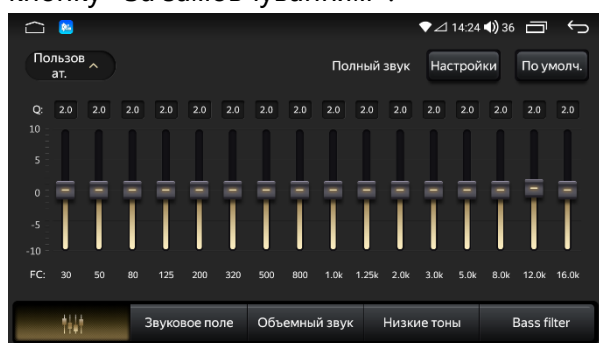 кнопку "За замовчуванням".
14:24 36
Пользов
ат.
Полный звук Настройки По умолч.
Q: 2.0 2.0 2.0 2.0 2.0 2.0 2.0 2.0 2.0 2.0 2.0 2.0 2.0 2.0 2.0 2.0
10
5
0
-5
-10
FC: 30 50 80 125 200 320 500 800 1.0k 1.25k 2.0k 3.0k 5.0k 8.0k 12.0k 16.0k
Звуковое поле Объемный звук Низкие тоны Bass filter